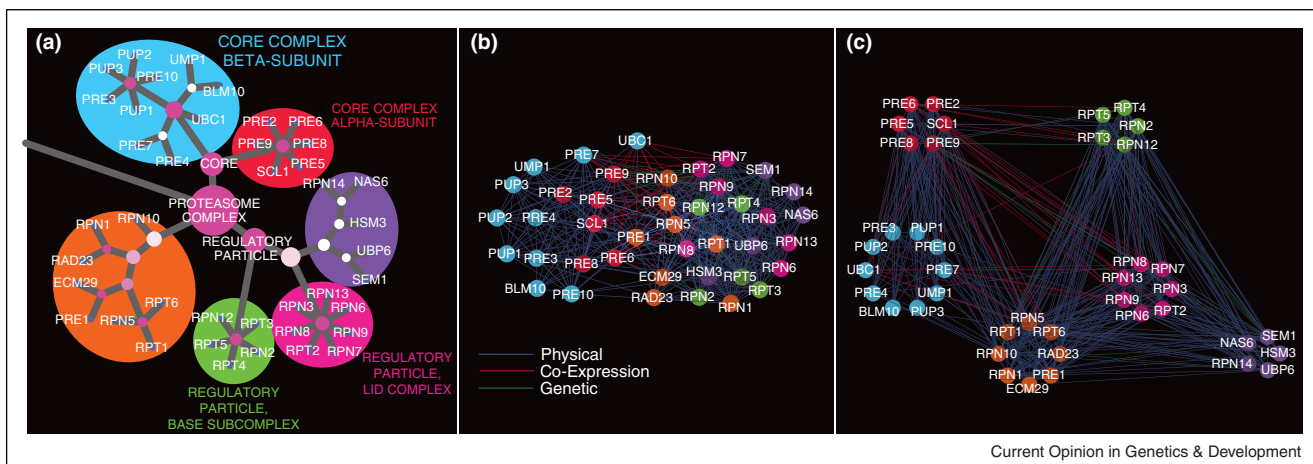 (a)
CORE COMPLEX
BETA-SUBUNIT
PUP2
UMP1
PUP3
PRE10
PRE3
BLM10
PUP1
UBC1
PRE7
PRE4
CORE COMPLEX
ALPHA-SUBUNIT
PRE2
PRE6
PRE9
PRE8
PRE5
SCL1
CORE
RPN14
NAS6
HSM3
UBP6
SEM1
PROTEASOME
COMPLEX
REGULATORY
PARTICLE
RPN10
RPN1
RAD23
ECM29
RPT6
PRE1
RPN5
RPT1
RPN12
RPT3
RPT5
RPN2
RPT4
RPN13
RPN3
RPN6
RPN8
RPN9
RPT2
RPN7
REGULATORY
PARTICLE,
LID COMPLEX
REGULATORY
PARTICLE,
BASE SUBCOMPLEX
(b)
UBC1
PRE7
RPN7
UMP1
PRE9
RPT2
SEM1
RPN10
PUP3
RPN9
RPN14
PRE2
PRE5
RPT6
RPN12
RPT4
PUP2
PRE4
SCL1
RPN5
RPN3
NAS6
PRE1
RPT1
UBP6
RPN13
PUP1
PRE3
PRE8
PRE6
RPN8
RPN6
ECM29
HSM3
RPT5
BLM10
PRE10
RAD23
RPN2
RPT3
RPN1
Physical
Co-Expression
Genetic
(c)
PRE6
PRE2
PRE5
SCL1
PRE8
PRE9
RPT4
RPT5
RPN2
RPT3
RPN12
PRE3
PUP1
PUP2
PRE10
UBC1
PRE7
PRE4
UMP1
BLM10
PUP3
RPN8
RPN7
RPN13
RPN3
RPN9
RPT2
RPN6
RPN5
RPT1
RPT6
RPN10
RAD23
RPN1
PRE1
ECM29
SEM1
NAS6
HSM3
RPN14
UBP6
Current Opinion in Genetics & Development